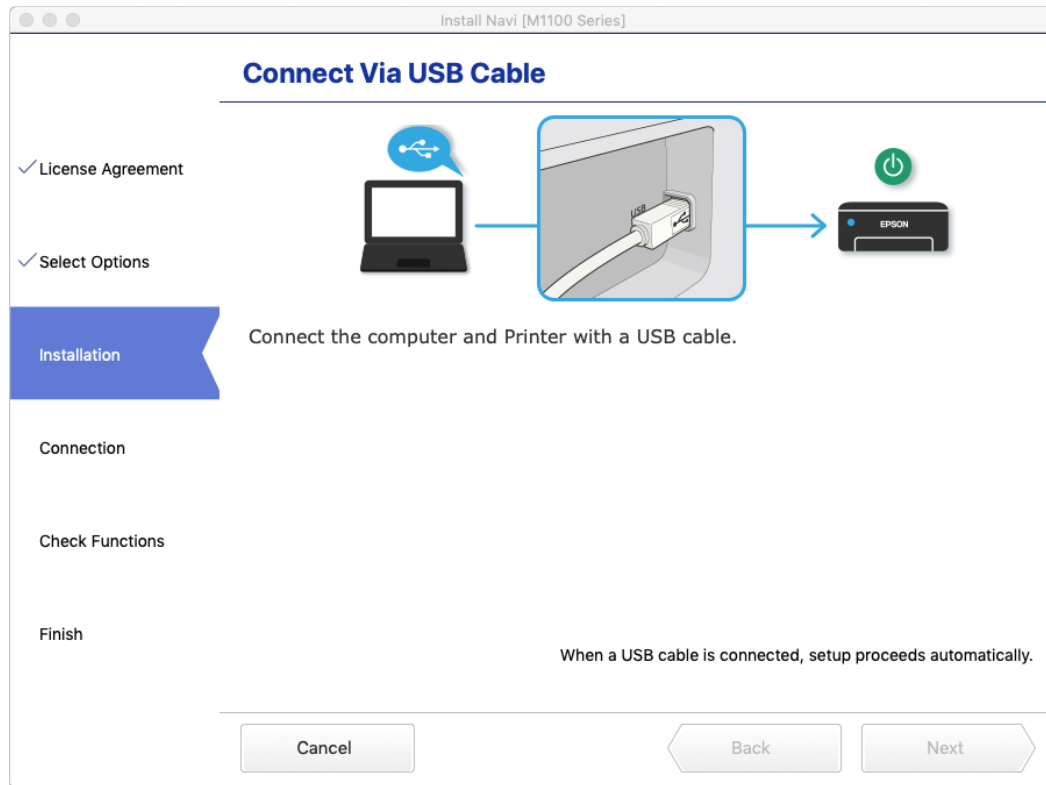 Install Navi [M1100 Series]
Connect Via USB Cable
License Agreement
Select Options
Installation
Connection
Check Functions
Finish
USB
EPSON
Connect the computer and Printer with a USB cable.
When a USB cable is connected, setup proceeds automatically.
Cancel
Back
Next